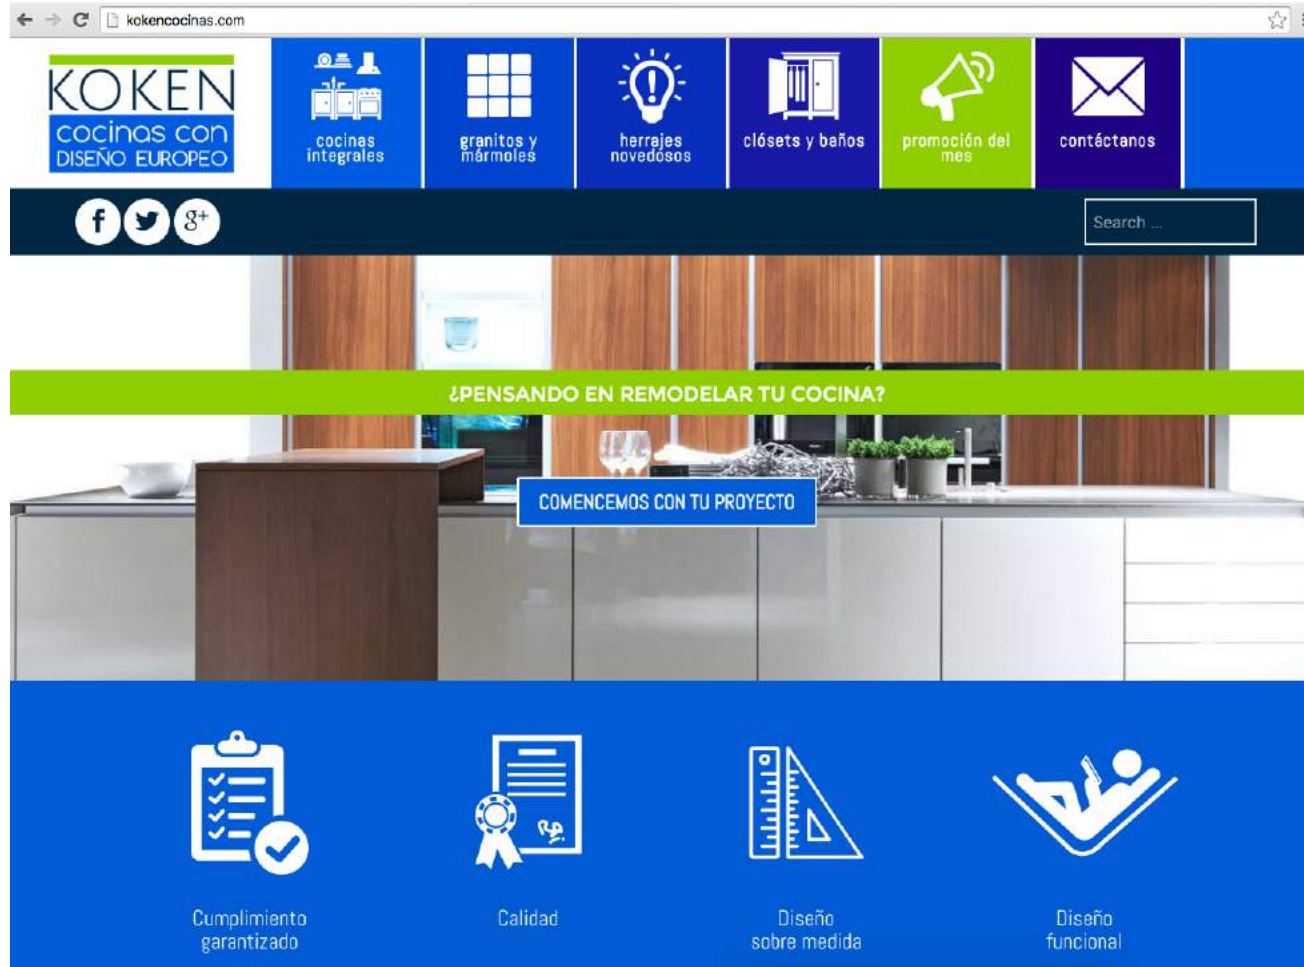 kokencocinas.com
KOKEN
cocinas con
DISEÑO EUROPEO
cocinas
integrales
granitos y
mármoles
herrajes
novedosos
clósets y baños
promoción del
mes
contáctanos
f
g+
Search ...
¿PENSANDO EN REMODELAR TU COCINA?
COMENCEMOS CON TU PROYECTO
Cumplimiento
garantizado
Calidad
Diseño
sobre medida
Diseño
funcional